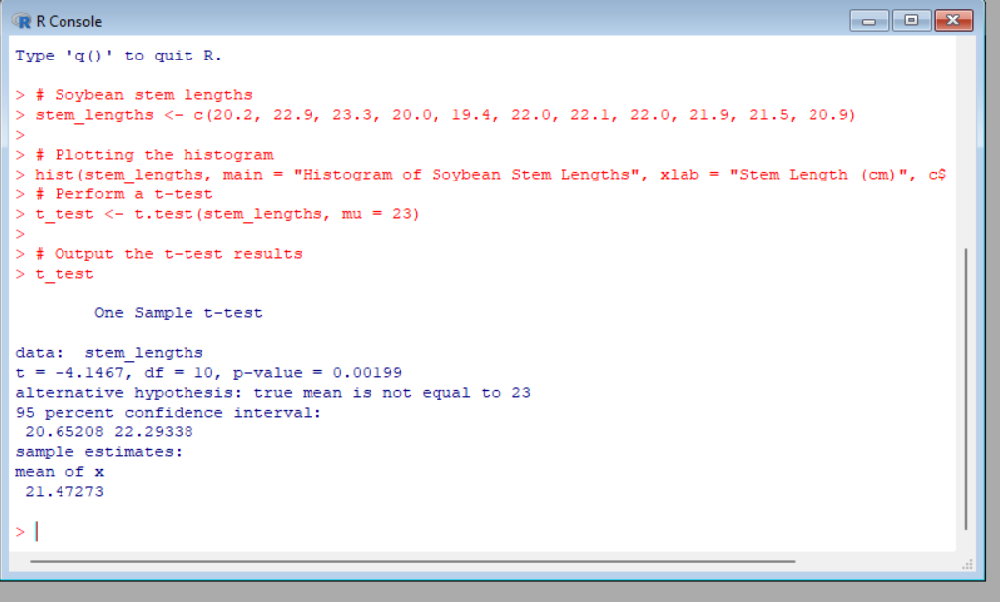 R Console
Type 'q()' to quit R.
> # Soybean stem lengths
> stem_lengths <- c(20.2, 22.9, 23.3, 20.0, 19.4, 22.0, 22.1, 22.0, 21.9, 21.5, 20.9)
>
> # Plotting the histogram
> hist(stem_lengths, main = "Histogram of Soybean Stem Lengths", xlab = "Stem Length (cm)", c$
> # Perform a t-test
> t_test <- t.test(stem_lengths, mu = 23)
>
> # Output the t-test results
> t_test
One Sample t-test
data:  stem_lengths
t = -4.1467, df = 10, p-value = 0.00199
alternative hypothesis: true mean is not equal to 23
95 percent confidence interval:
20.65208 22.29338
sample estimates:
mean of x
21.47273
>